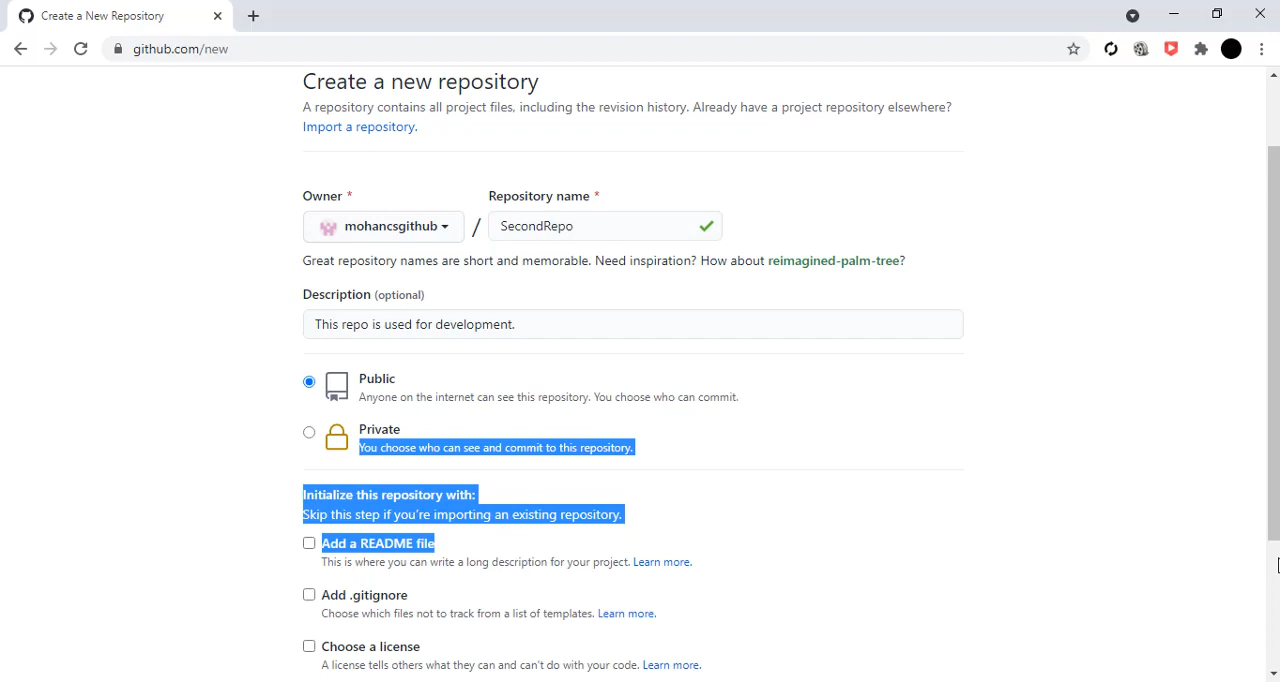 Create a New Repository
github.com/new
Create a new repository
A repository contains all project files, including the revision history. Already have a project repository elsewhere?
Import a repository.
Owner * Repository name *
mohancsgithub / SecondRepo
Great repository names are short and memorable. Need inspiration? How about reimagined-palm-tree?
Description (optional)
This repo is used for development.
Public
Anyone on the internet can see this repository. You choose who can commit.
Private
You choose who can see and commit to this repository.
Initialize this repository with:
Skip this step if you're importing an existing repository.
Add a README file
This is where you can write a long description for your project. Learn more.
Add .gitignore
Choose which files not to track from a list of templates. Learn more.
Choose a license
A license tells others what they can and can't do with your code. Learn more.